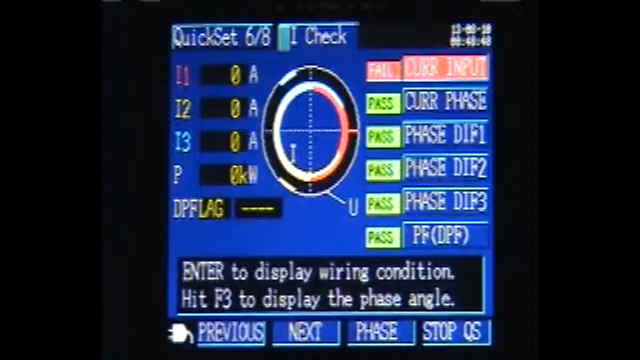 QuickSet 6/8 I Check
I1 0 A
I2 0 A
I3 0 A
P 0kW
DPFLAG ----
I
U
FAIL CURR INPUT
PASS CURR PHASE
PASS PHASE DIF1
PASS PHASE DIF2
PASS PHASE DIF3
PASS PF(DPF)
ENTER to display wiring condition.
Hit F3 to display the phase angle.
PREVIOUS NEXT PHASE STOP QS